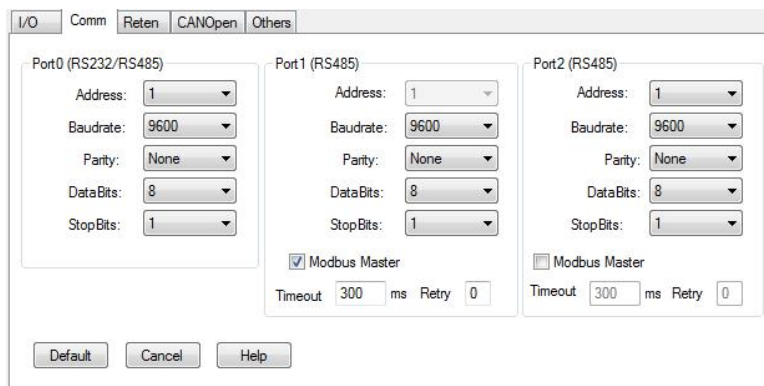 I/O Comm Reten CANOpen Others
Port0 (RS232/RS485)
Address: 1
Baudrate: 9600
Parity: None
DataBits: 8
StopBits: 1
Port1 (RS485)
Address: 1
Baudrate: 9600
Parity: None
DataBits: 8
StopBits: 1
Modbus Master
Timeout 300 ms Retry 0
Port2 (RS485)
Address: 1
Baudrate: 9600
Parity: None
DataBits: 8
StopBits: 1
Modbus Master
Timeout 300 ms Retry 0
Default Cancel Help